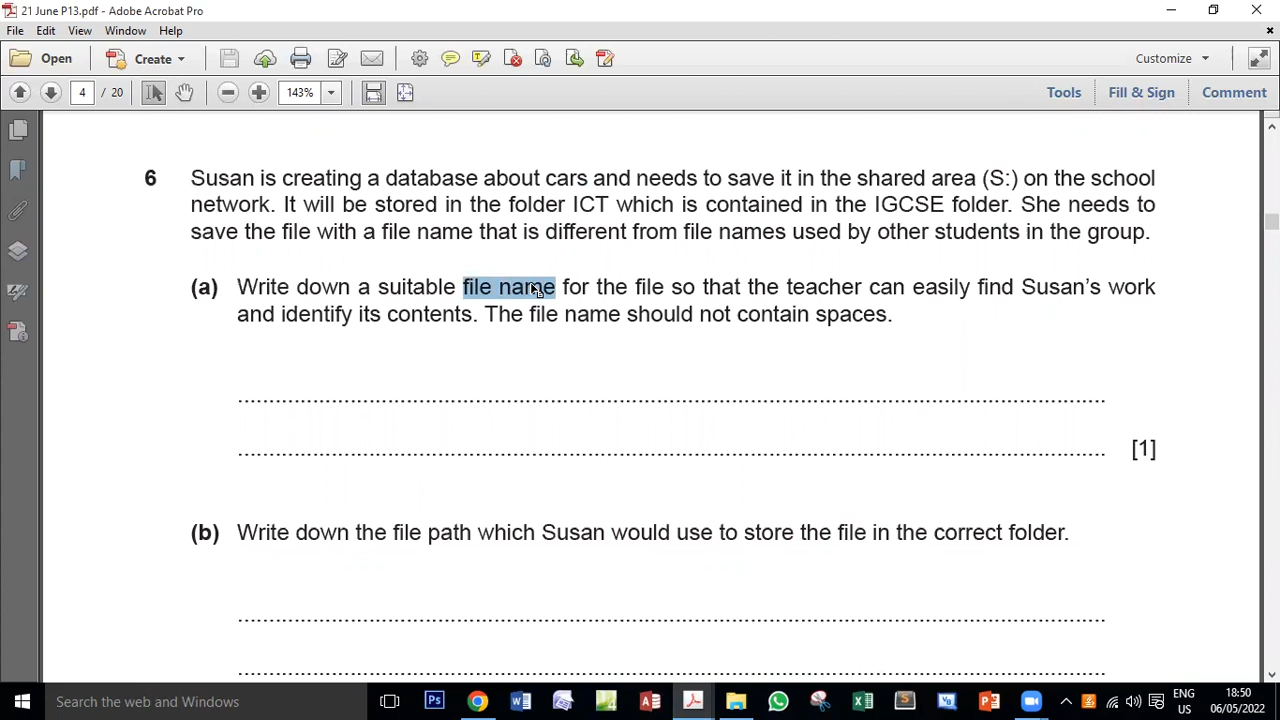 21 June P13.pdf - Adobe Acrobat Pro
File Edit View Window Help
Open Create Customize
4 / 20 143% Tools Fill & Sign Comment
6 Susan is creating a database about cars and needs to save it in the shared area (S:) on the school
network. It will be stored in the folder ICT which is contained in the IGCSE folder. She needs to
save the file with a file name that is different from file names used by other students in the group.
(a) Write down a suitable file name for the file so that the teacher can easily find Susan's work
and identify its contents. The file name should not contain spaces.
[1]
(b) Write down the file path which Susan would use to store the file in the correct folder.
Search the web and Windows
ENG 18:50
US 06/05/2022